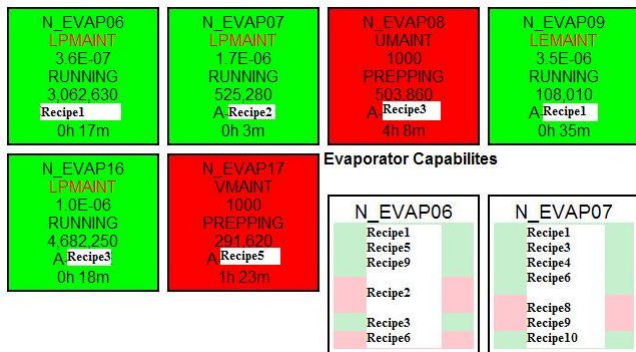 N_EVAP06
LPMAINT
3.6E-07
RUNNING
3,062,630
Recipe1
0h 17m
N_EVAP07
LPMAINT
1.7E-06
RUNNING
525,280
A Recipe2
0h 3m
N_EVAP08
UMAINT
1000
PREPPING
503,860
A Recipe3
4h 8m
N_EVAP09
LEMAINT
3.5E-06
RUNNING
108,010
A Recipe1
0h 35m
N_EVAP16
LPMAINT
1.0E-06
RUNNING
4,682,250
A Recipe3
0h 18m
N_EVAP17
VMAINT
1000
PREPPING
291,620
A Recipe5
1h 23m
Evaporator Capabilites
N_EVAP06
Recipe1
Recipe5
Recipe9
Recipe2
Recipe3
Recipe6
N_EVAP07
Recipe1
Recipe3
Recipe4
Recipe6
Recipe8
Recipe9
Recipe10